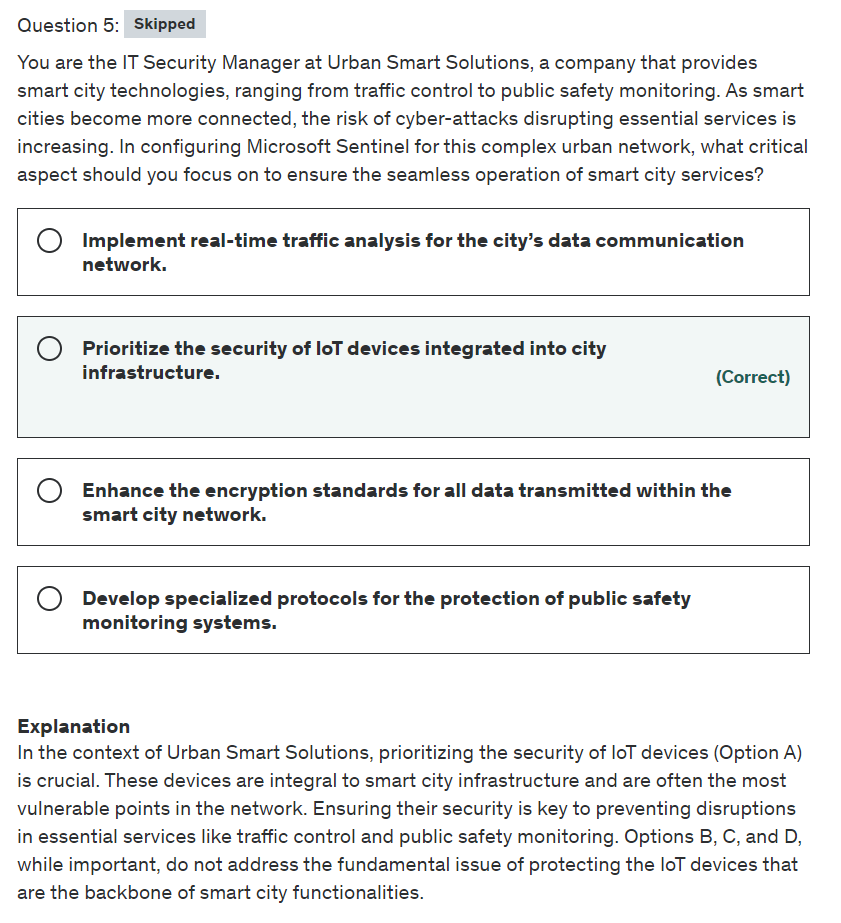 Question 5: Skipped
You are the IT Security Manager at Urban Smart Solutions, a company that provides
smart city technologies, ranging from traffic control to public safety monitoring. As smart
cities become more connected, the risk of cyber-attacks disrupting essential services is
increasing. In configuring Microsoft Sentinel for this complex urban network, what critical
aspect should you focus on to ensure the seamless operation of smart city services?
Implement real-time traffic analysis for the city’s data communication
network.
Prioritize the security of IoT devices integrated into city
infrastructure.
(Correct)
Enhance the encryption standards for all data transmitted within the
smart city network.
Develop specialized protocols for the protection of public safety
monitoring systems.
Explanation
In the context of Urban Smart Solutions, prioritizing the security of IoT devices (Option A)
is crucial. These devices are integral to smart city infrastructure and are often the most
vulnerable points in the network. Ensuring their security is key to preventing disruptions
in essential services like traffic control and public safety monitoring. Options B, C, and D,
while important, do not address the fundamental issue of protecting the IoT devices that
are the backbone of smart city functionalities.